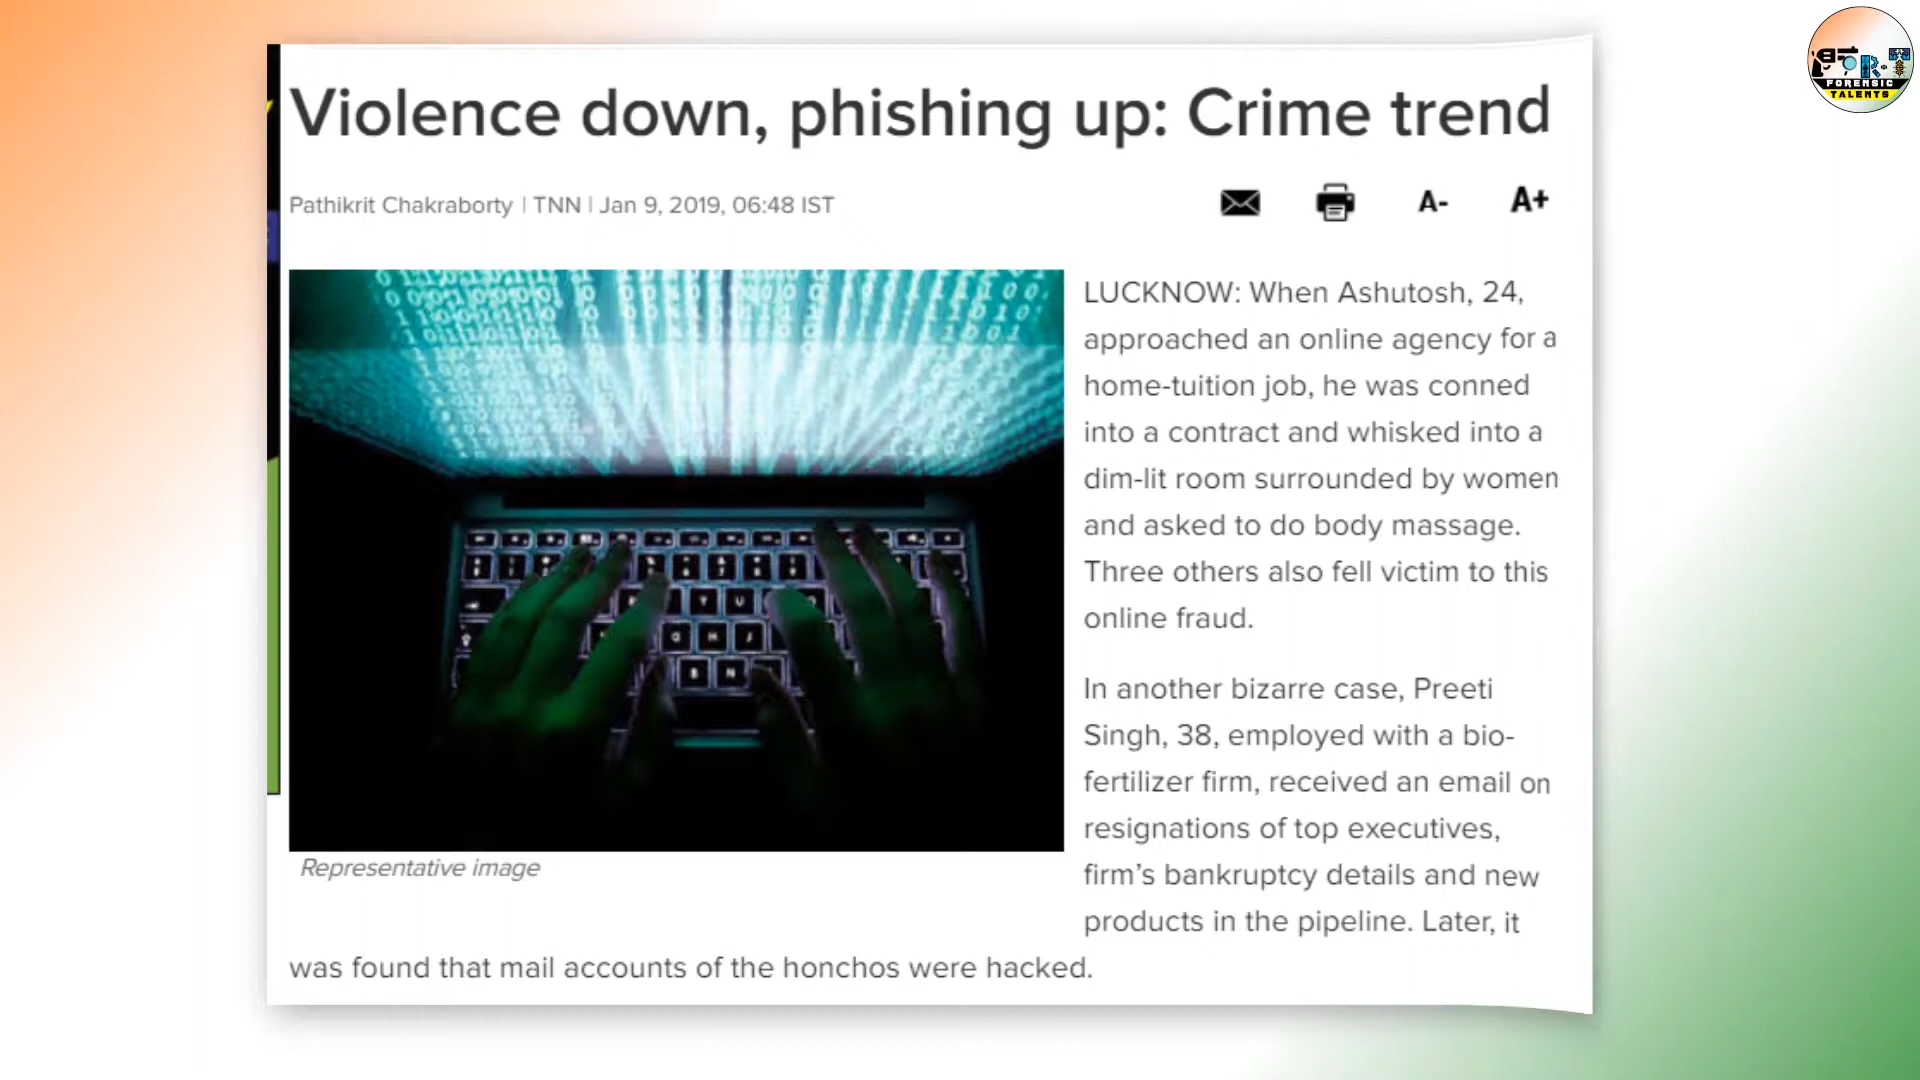 Violence down, phishing up: Crime trend
Pathikrit Chakraborty | TNN | Jan 9, 2019, 06:48 IST
A-
A+
LUCKNOW: When Ashutosh, 24,
approached an online agency for a
home-tuition job, he was conned
into a contract and whisked into a
dim-lit room surrounded by women
and asked to do body massage.
Three others also fell victim to this
online fraud.
In another bizarre case, Preeti
Singh, 38, employed with a bio-
fertilizer firm, received an email on
resignations of top executives,
firm's bankruptcy details and new
products in the pipeline. Later, it
was found that mail accounts of the honchos were hacked.
Representative image
FORENSIC
TALENTS